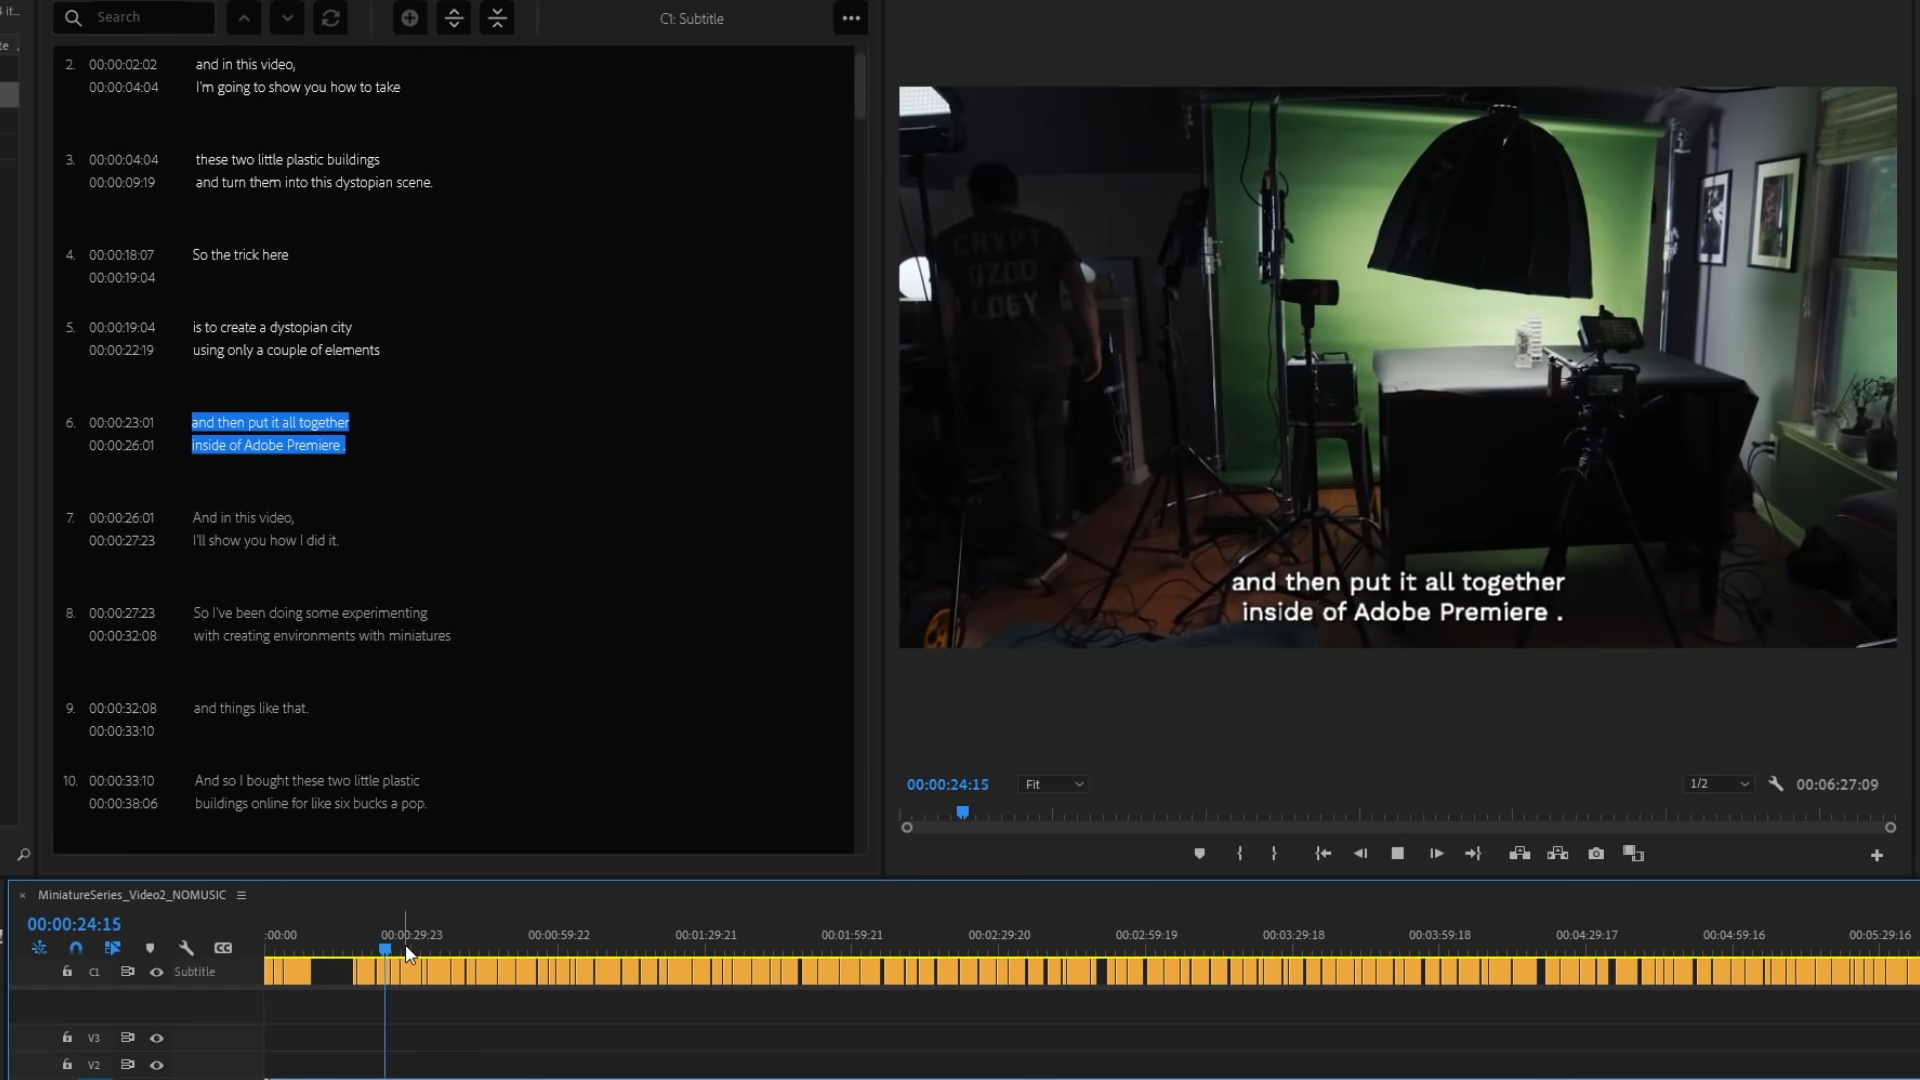 Search
C1: Subtitle
2. 00:00:02:02 and in this video,
00:00:04:04 I'm going to show you how to take
3. 00:00:04:04 these two little plastic buildings
00:00:09:19 and turn them into this dystopian scene.
4. 00:00:18:07 So the trick here
00:00:19:04
5. 00:00:19:04 is to create a dystopian city
00:00:22:19 using only a couple of elements
6. 00:00:23:01 and then put it all together
00:00:26:01 inside of Adobe Premiere .
7. 00:00:26:01 And in this video,
00:00:27:23 I'll show you how I did it.
8. 00:00:27:23 So I've been doing some experimenting
00:00:32:08 with creating environments with miniatures
9. 00:00:32:08 and things like that.
00:00:33:10
10. 00:00:33:10 And so I bought these two little plastic
00:00:38:06 buildings online for like six bucks a pop.
CRYPT
OZOO
LOGY
and then put it all together
inside of Adobe Premiere .
00:00:24:15 Fit 1/2 00:06:27:09
× MiniatureSeries_Video2_NOMUSIC
00:00:24:15
:00:00 00:00:29:23 00:00:59:22 00:01:29:21 00:01:59:21 00:02:29:20 00:02:59:19 00:03:29:18 00:03:59:18 00:04:29:17 00:04:59:16 00:05:29:16
CC
C1 Subtitle
V3
V2